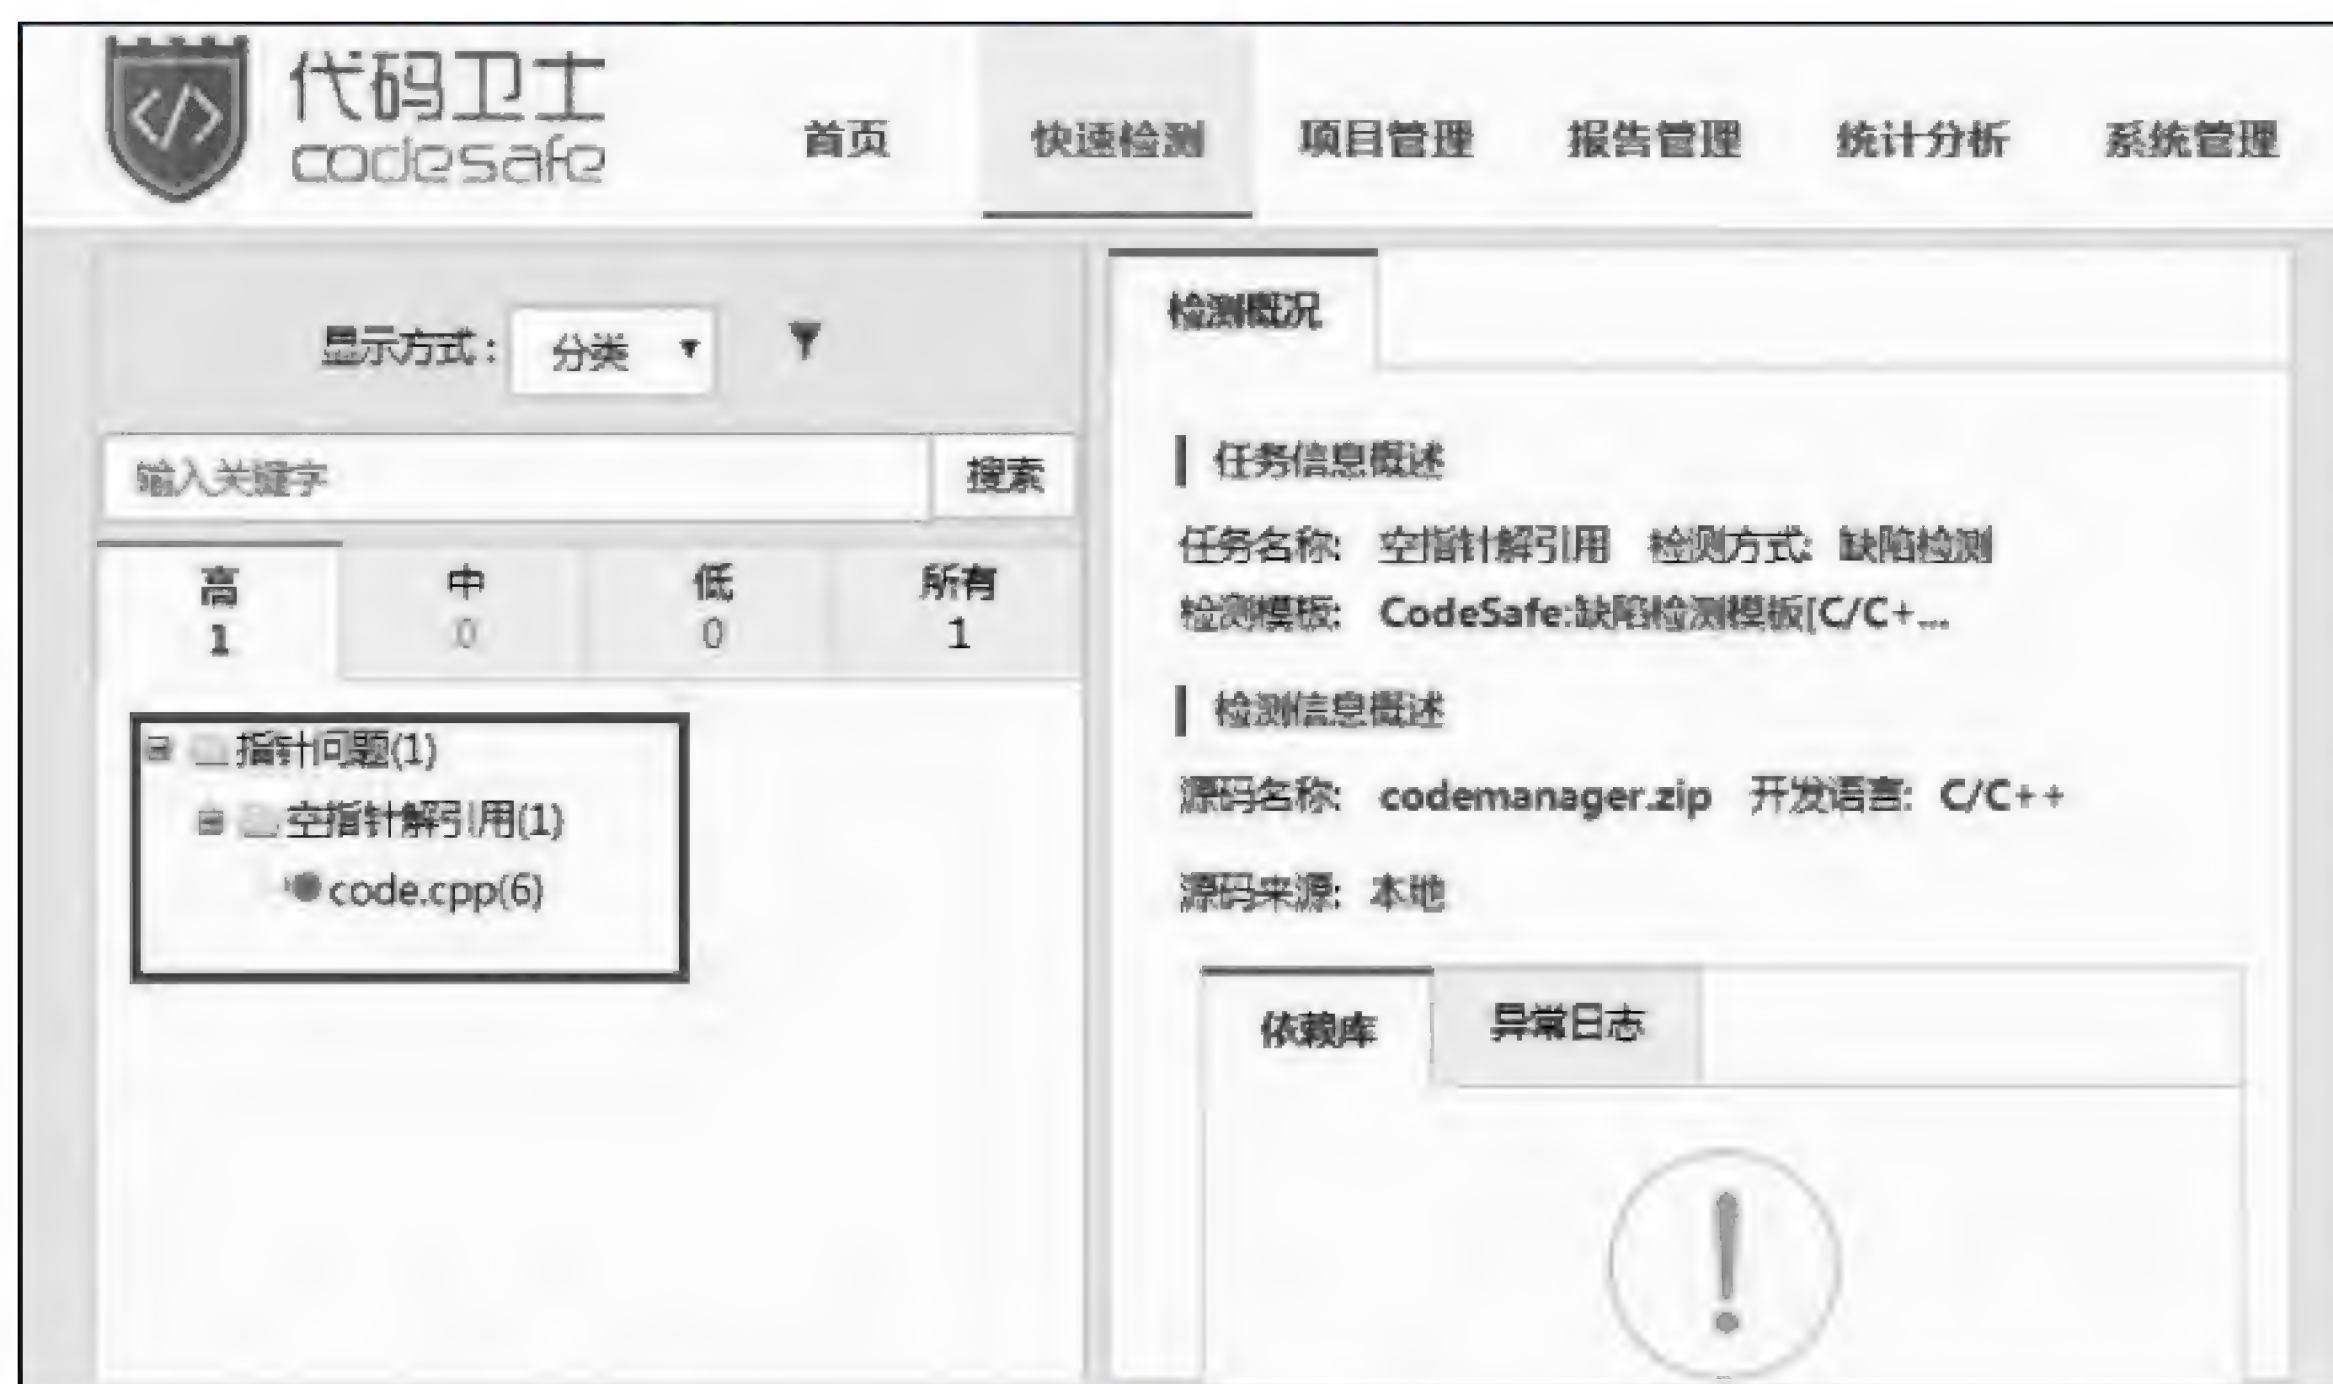 代码卫士
codesafe
首页 快速检测 项目管理 报告管理 统计分析 系统管理
显示方式： 分类
输入关键字 搜索
高 中 低 所有
1 0 0 1
指针问题(1)
空指针解引用(1)
code.cpp(6)
检测概况
任务信息概述
任务名称: 空指针解引用 检测方式: 缺陷检测
检测模板: CodeSafe:缺陷检测模板[C/C+...
检测信息概述
源码名称: codemanager.zip 开发语言: C/C++
源码来源: 本地
依赖库 异常日志